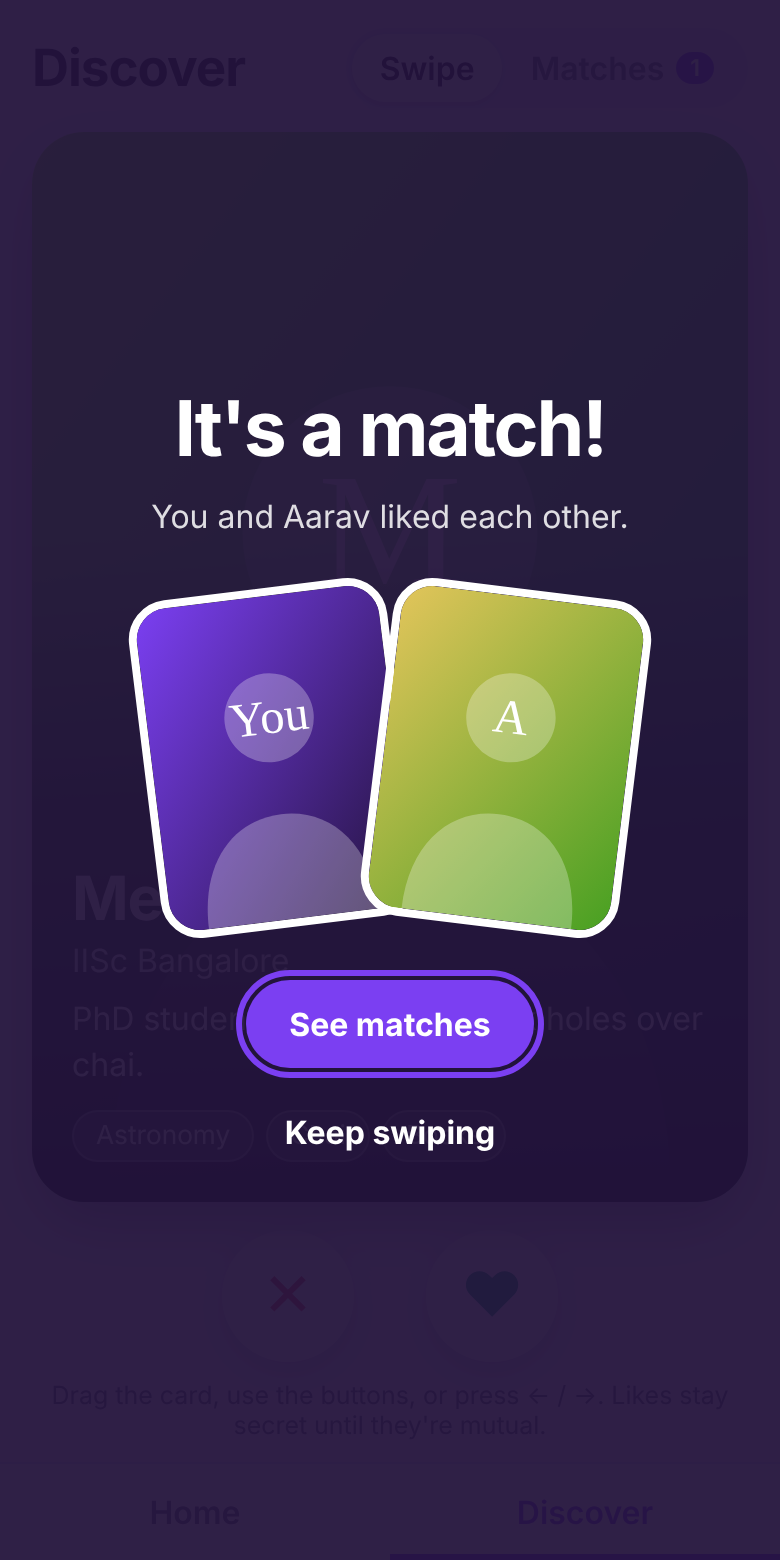 Discover
Swipe
Matches 1
It's a match!
M
You and Aarav liked each other.
You
A
Me
IISc Bangalore
PhD studen
holes over
chai.
See matches
Astronomy
Keep swiping
Drag the card, use the buttons, or press ← / →. Likes stay
secret until they're mutual.
Home
Discover